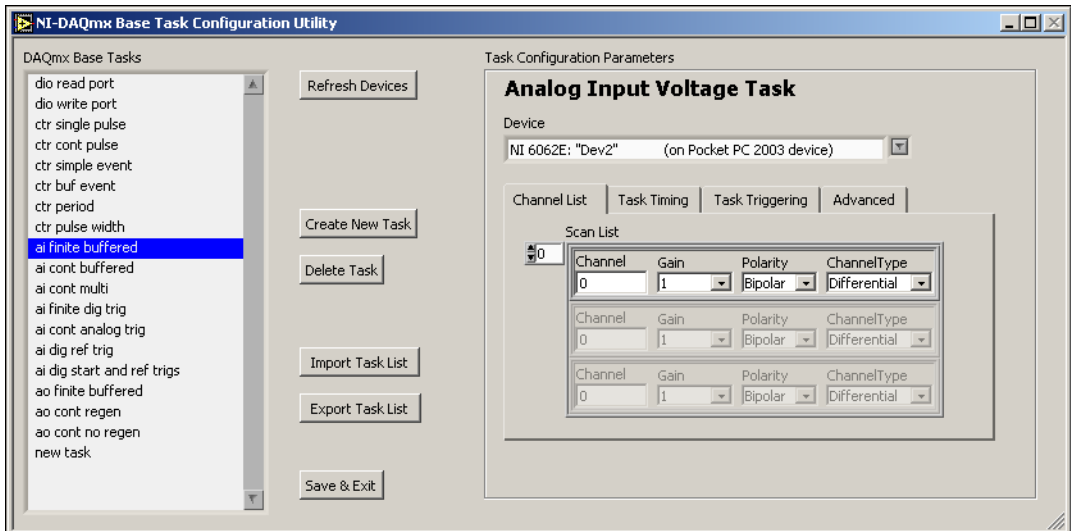 NI-DAQmx Base Task Configuration Utility
DAQmx Base Tasks
dio read port
dio write port
ctr single pulse
ctr cont pulse
ctr simple event
ctr buf event
ctr period
ctr pulse width
ai finite buffered
ai cont buffered
ai cont multi
ai finite dig trig
ai cont analog trig
ai dig ref trig
ai dig start and ref trigs
ao finite buffered
ao cont regen
ao cont no regen
new task
Refresh Devices
Create New Task
Delete Task
Import Task List
Export Task List
Save & Exit
Task Configuration Parameters
Analog Input Voltage Task
Device
NI 6062E: "Dev2" (on Pocket PC 2003 device)
Channel List Task Timing Task Triggering Advanced
Scan List
0
Channel Gain Polarity ChannelType
0 1 Bipolar Differential
Channel Gain Polarity ChannelType
0 1 Bipolar Differential
Channel Gain Polarity ChannelType
0 1 Bipolar Differential